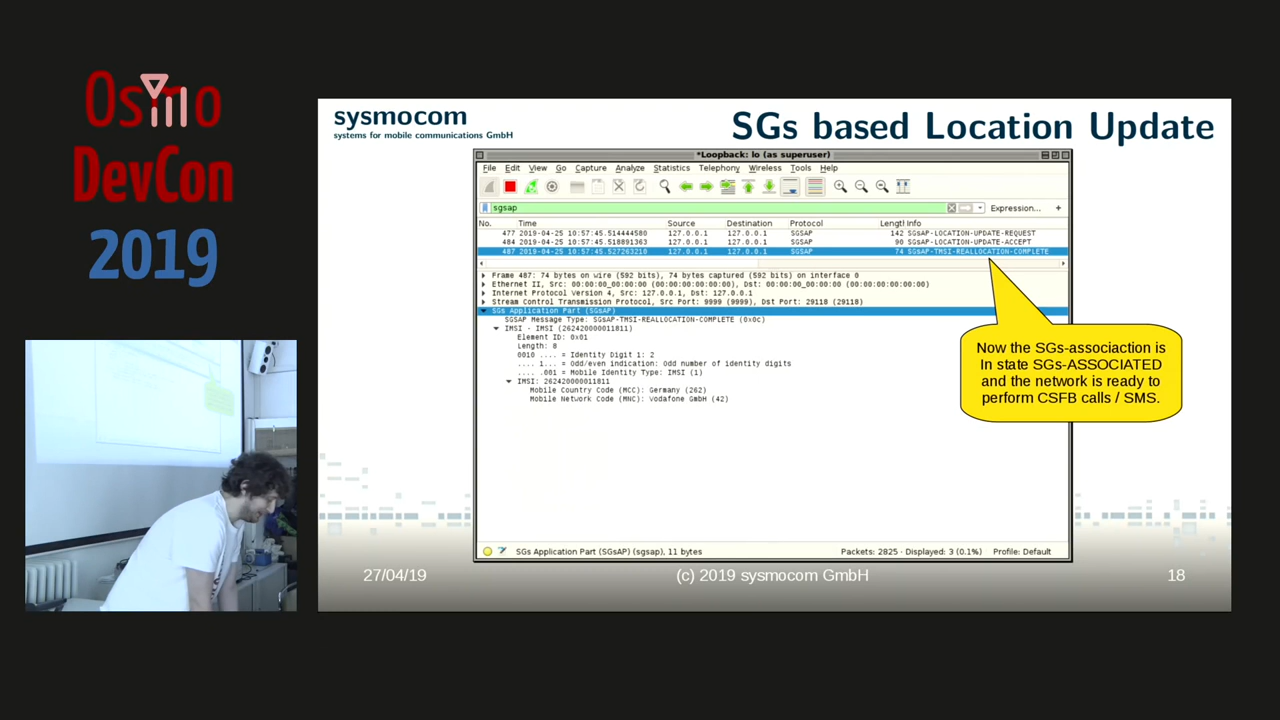 Osmo
DevCon
2019
sysmocom
systems for mobile communications GmbH
SGs based Location Update
*Loopback: lo (as superuser)
File Edit View Go Capture Analyze Statistics Telephony Wireless Tools Help
sgsap
Expression... +
No. Time Source Destination Protocol Lengtl Info
477 2019-04-25 10:57:45.514444580 127.0.0.1 127.0.0.1 SGSAP 142 SGsAP-LOCATION-UPDATE-REQUEST
484 2019-04-25 10:57:45.518891363 127.0.0.1 127.0.0.1 SGSAP 90 SGsAP-LOCATION-UPDATE-ACCEPT
487 2019-04-25 10:57:45.527263210 127.0.0.1 127.0.0.1 SGSAP 74 SGsAP-TMSI-REALLOCATION-COMPLETE
Frame 487: 74 bytes on wire (592 bits), 74 bytes captured (592 bits) on interface 0
Ethernet II, Src: 00:00:00_00:00:00 (00:00:00:00:00:00), Dst: 00:00:00_00:00:00 (00:00:00:00:00:00)
Internet Protocol Version 4, Src: 127.0.0.1, Dst: 127.0.0.1
Stream Control Transmission Protocol, Src Port: 9999 (9999), Dst Port: 29118 (29118)
SGs Application Part (SGsAP)
SGSAP Message Type: SGsAP-TMSI-REALLOCATION-COMPLETE (0x0c)
IMSI - IMSI (262420000011811)
Element ID: 0x01
Length: 8
0010 .... = Identity Digit 1: 2
.... 1... = Odd/even indication: Odd number of identity digits
.... .001 = Mobile Identity Type: IMSI (1)
IMSI: 262420000011811
Mobile Country Code (MCC): Germany (262)
Mobile Network Code (MNC): Vodafone GmbH (42)
Now the SGs-associaction is
In state SGs-ASSOCIATED
and the network is ready to
perform CSFB calls / SMS.
SGs Application Part (SGsAP) (sgsap), 11 bytes
Packets: 2825 · Displayed: 3 (0.1%) Profile: Default
27/04/19
(c) 2019 sysmocom GmbH
18